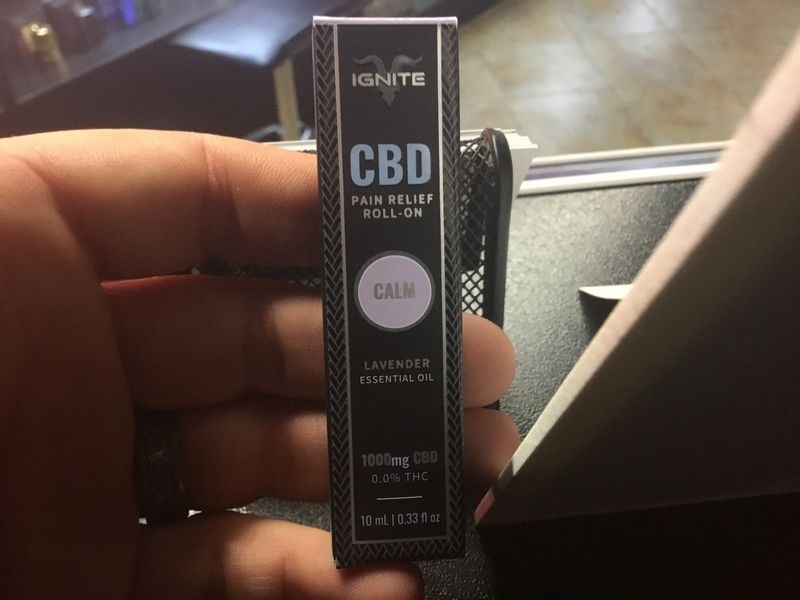 IGNITE
CBD
PAIN RELIEF
ROLL-ON
CALM
LAVENDER
ESSENTIAL OIL
1000mg CBD
0.0% THC
10 mL | 0.33 fl oz